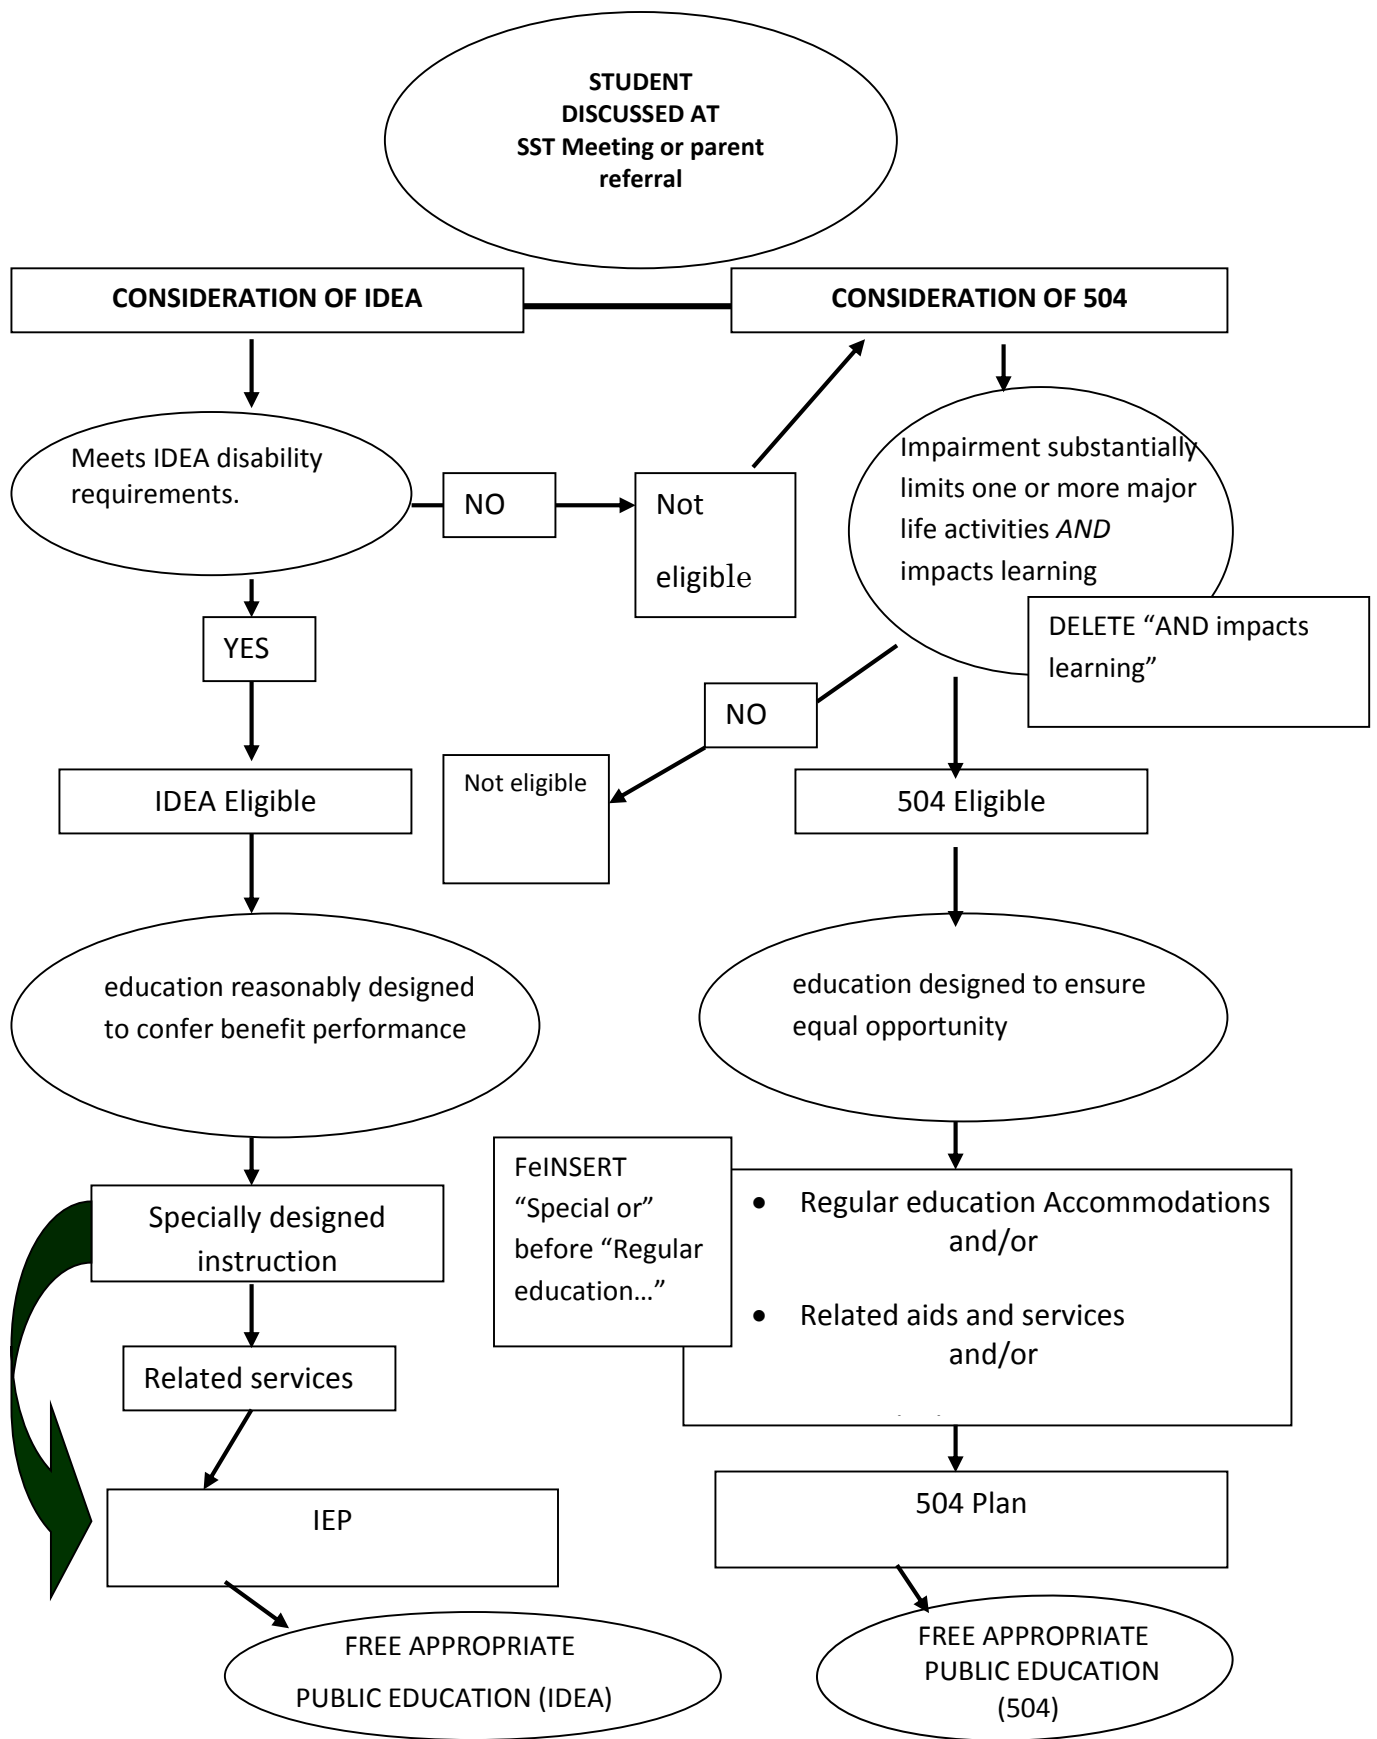 STUDENT
DISCUSSED AT
SST Meeting or parent
referral
CONSIDERATION OF IDEA
CONSIDERATION OF 504
Meets IDEA disability
requirements.
NO
Not
eligible
Impairment substantially
limits one or more major
life activities AND
impacts learning
DELETE “AND impacts
learning”
YES
NO
Not eligible
IDEA Eligible
504 Eligible
education reasonably designed
to confer benefit performance
education designed to ensure
equal opportunity
FeINSERT
“Special or”
before “Regular
education…”
• Regular education Accommodations
and/or
• Related aids and services
and/or
Specially designed
instruction
Related services
IEP
504 Plan
FREE APPROPRIATE
PUBLIC EDUCATION (IDEA)
FREE APPROPRIATE
PUBLIC EDUCATION
(504)